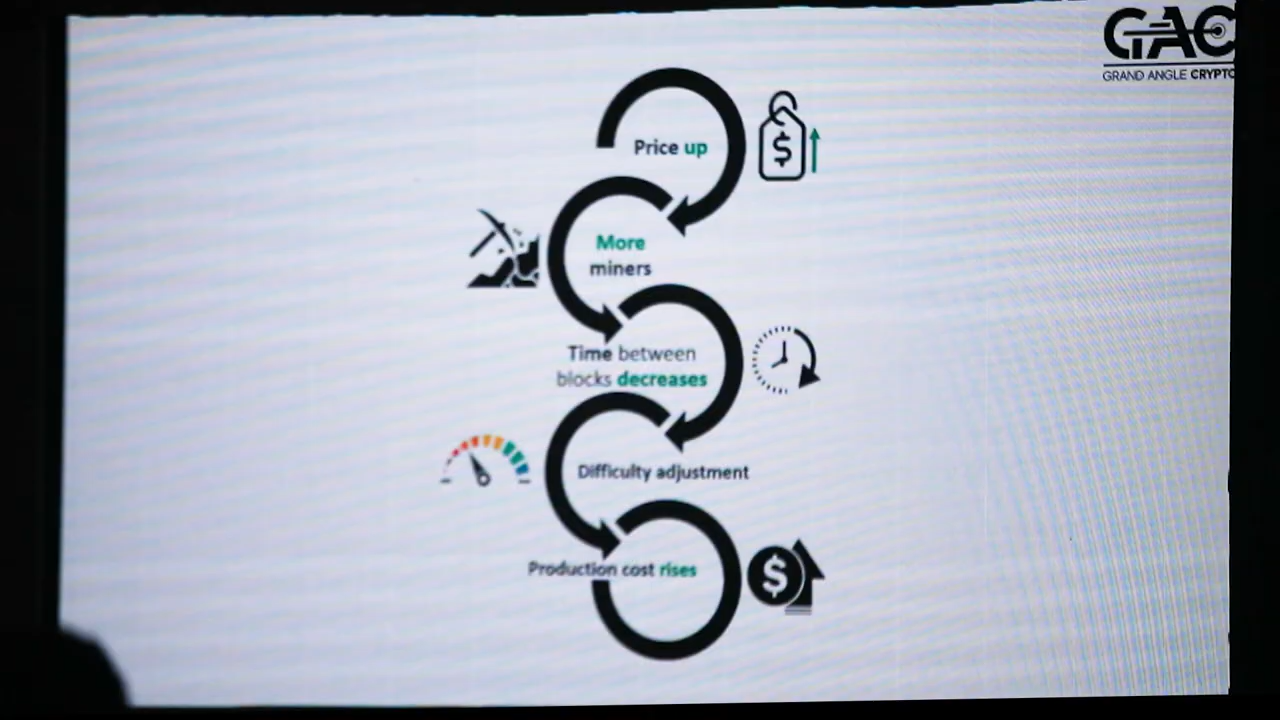 GAC
GRAND ANGLE CRYPTO
Price up
$
More
miners
Time between
blocks decreases
Difficulty adjustment
Production cost rises
$